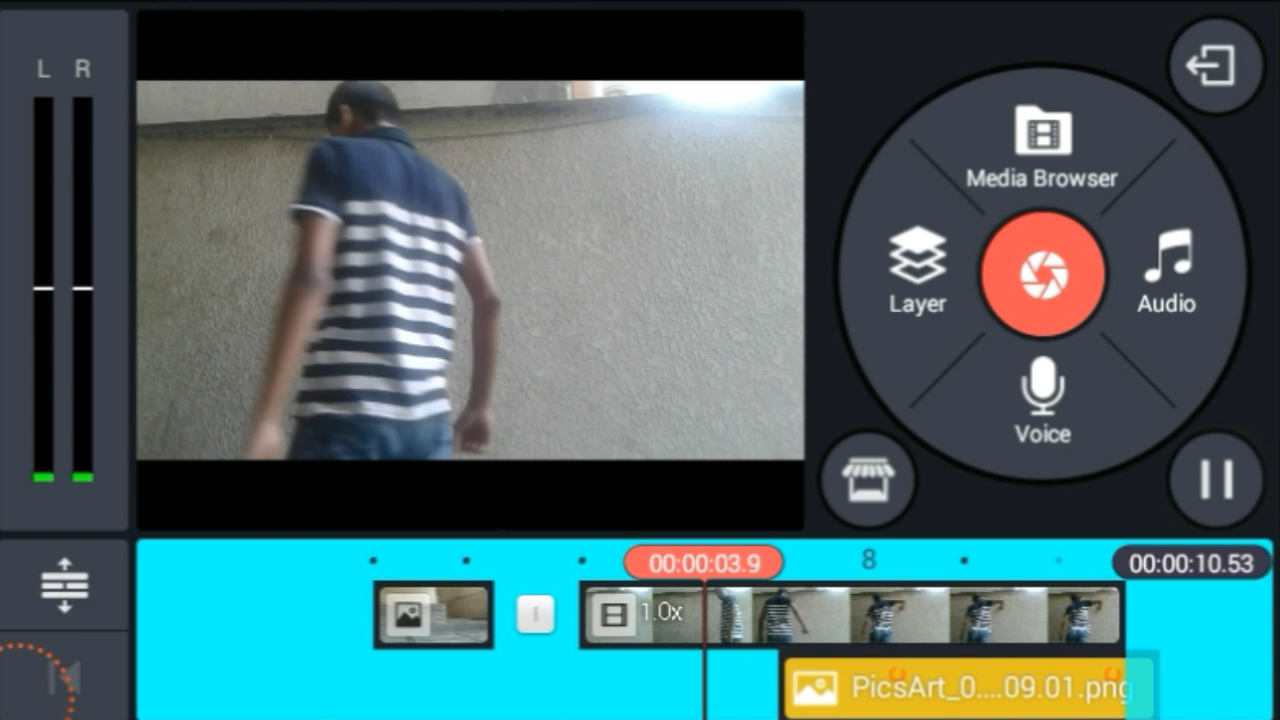 L R
Media Browser
Layer
Audio
Voice
00:00:03.9
8
00:00:10.53
1.0x
PicsArt_0....09.01.png